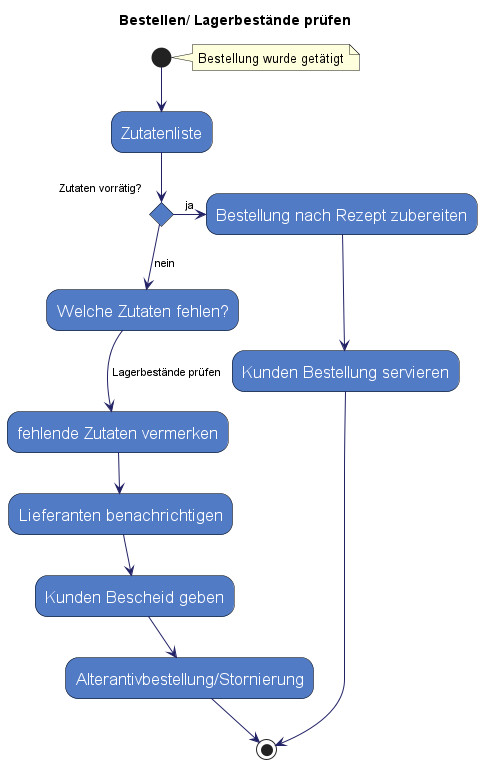 Bestellen/ Lagerbestände prüfen
Bestellung wurde getätigt
Zutatenliste
Zutaten vorrätig?
ja
Bestellung nach Rezept zubereiten
nein
Welche Zutaten fehlen?
Lagerbestände prüfen
Kunden Bestellung servieren
fehlende Zutaten vermerken
Lieferanten benachrichtigen
Kunden Bescheid geben
Alterantivbestellung/Stornierung